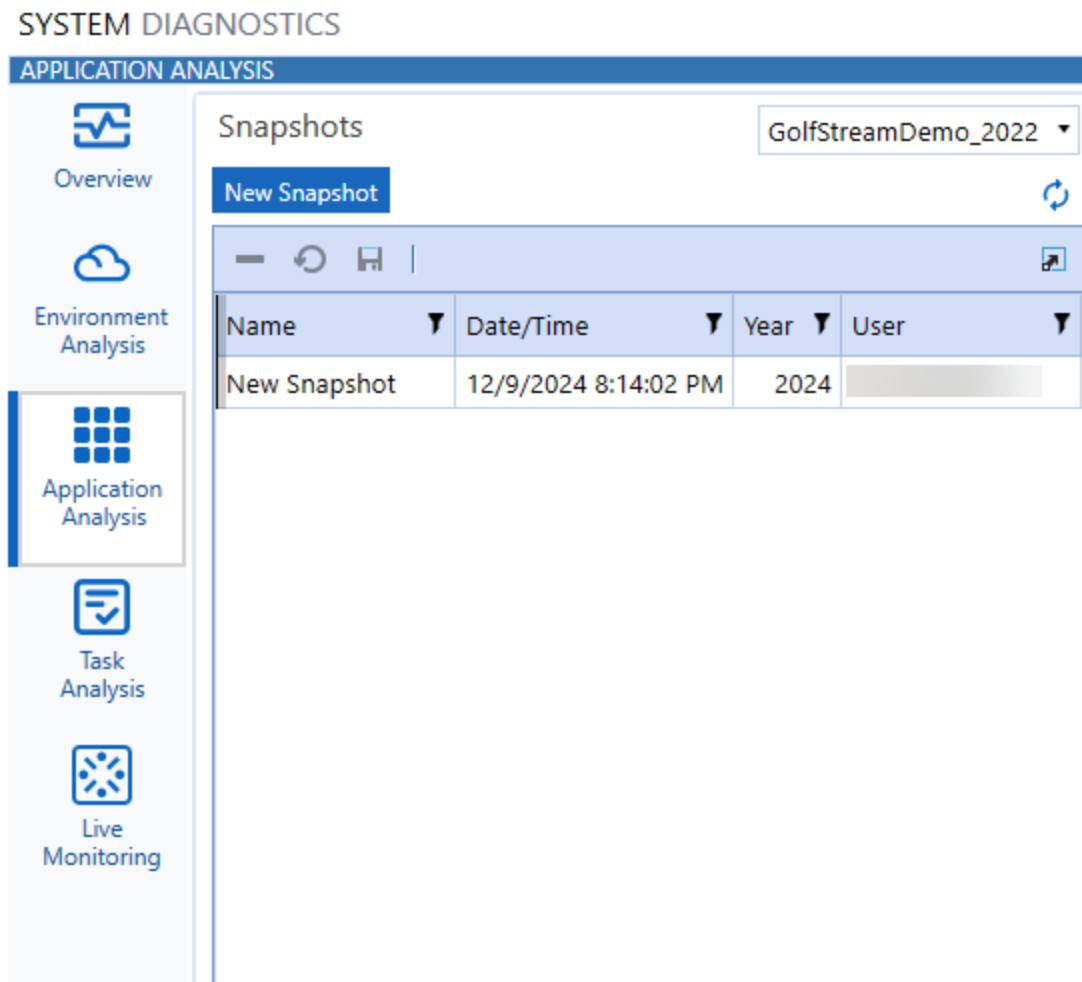 SYSTEM DIAGNOSTICS
APPLICATION ANALYSIS
Overview
Environment
Analysis
Application
Analysis
Task
Analysis
Live
Monitoring
Snapshots
GolfStreamDemo_2022
New Snapshot
Name Date/Time Year User
New Snapshot 12/9/2024 8:14:02 PM 2024